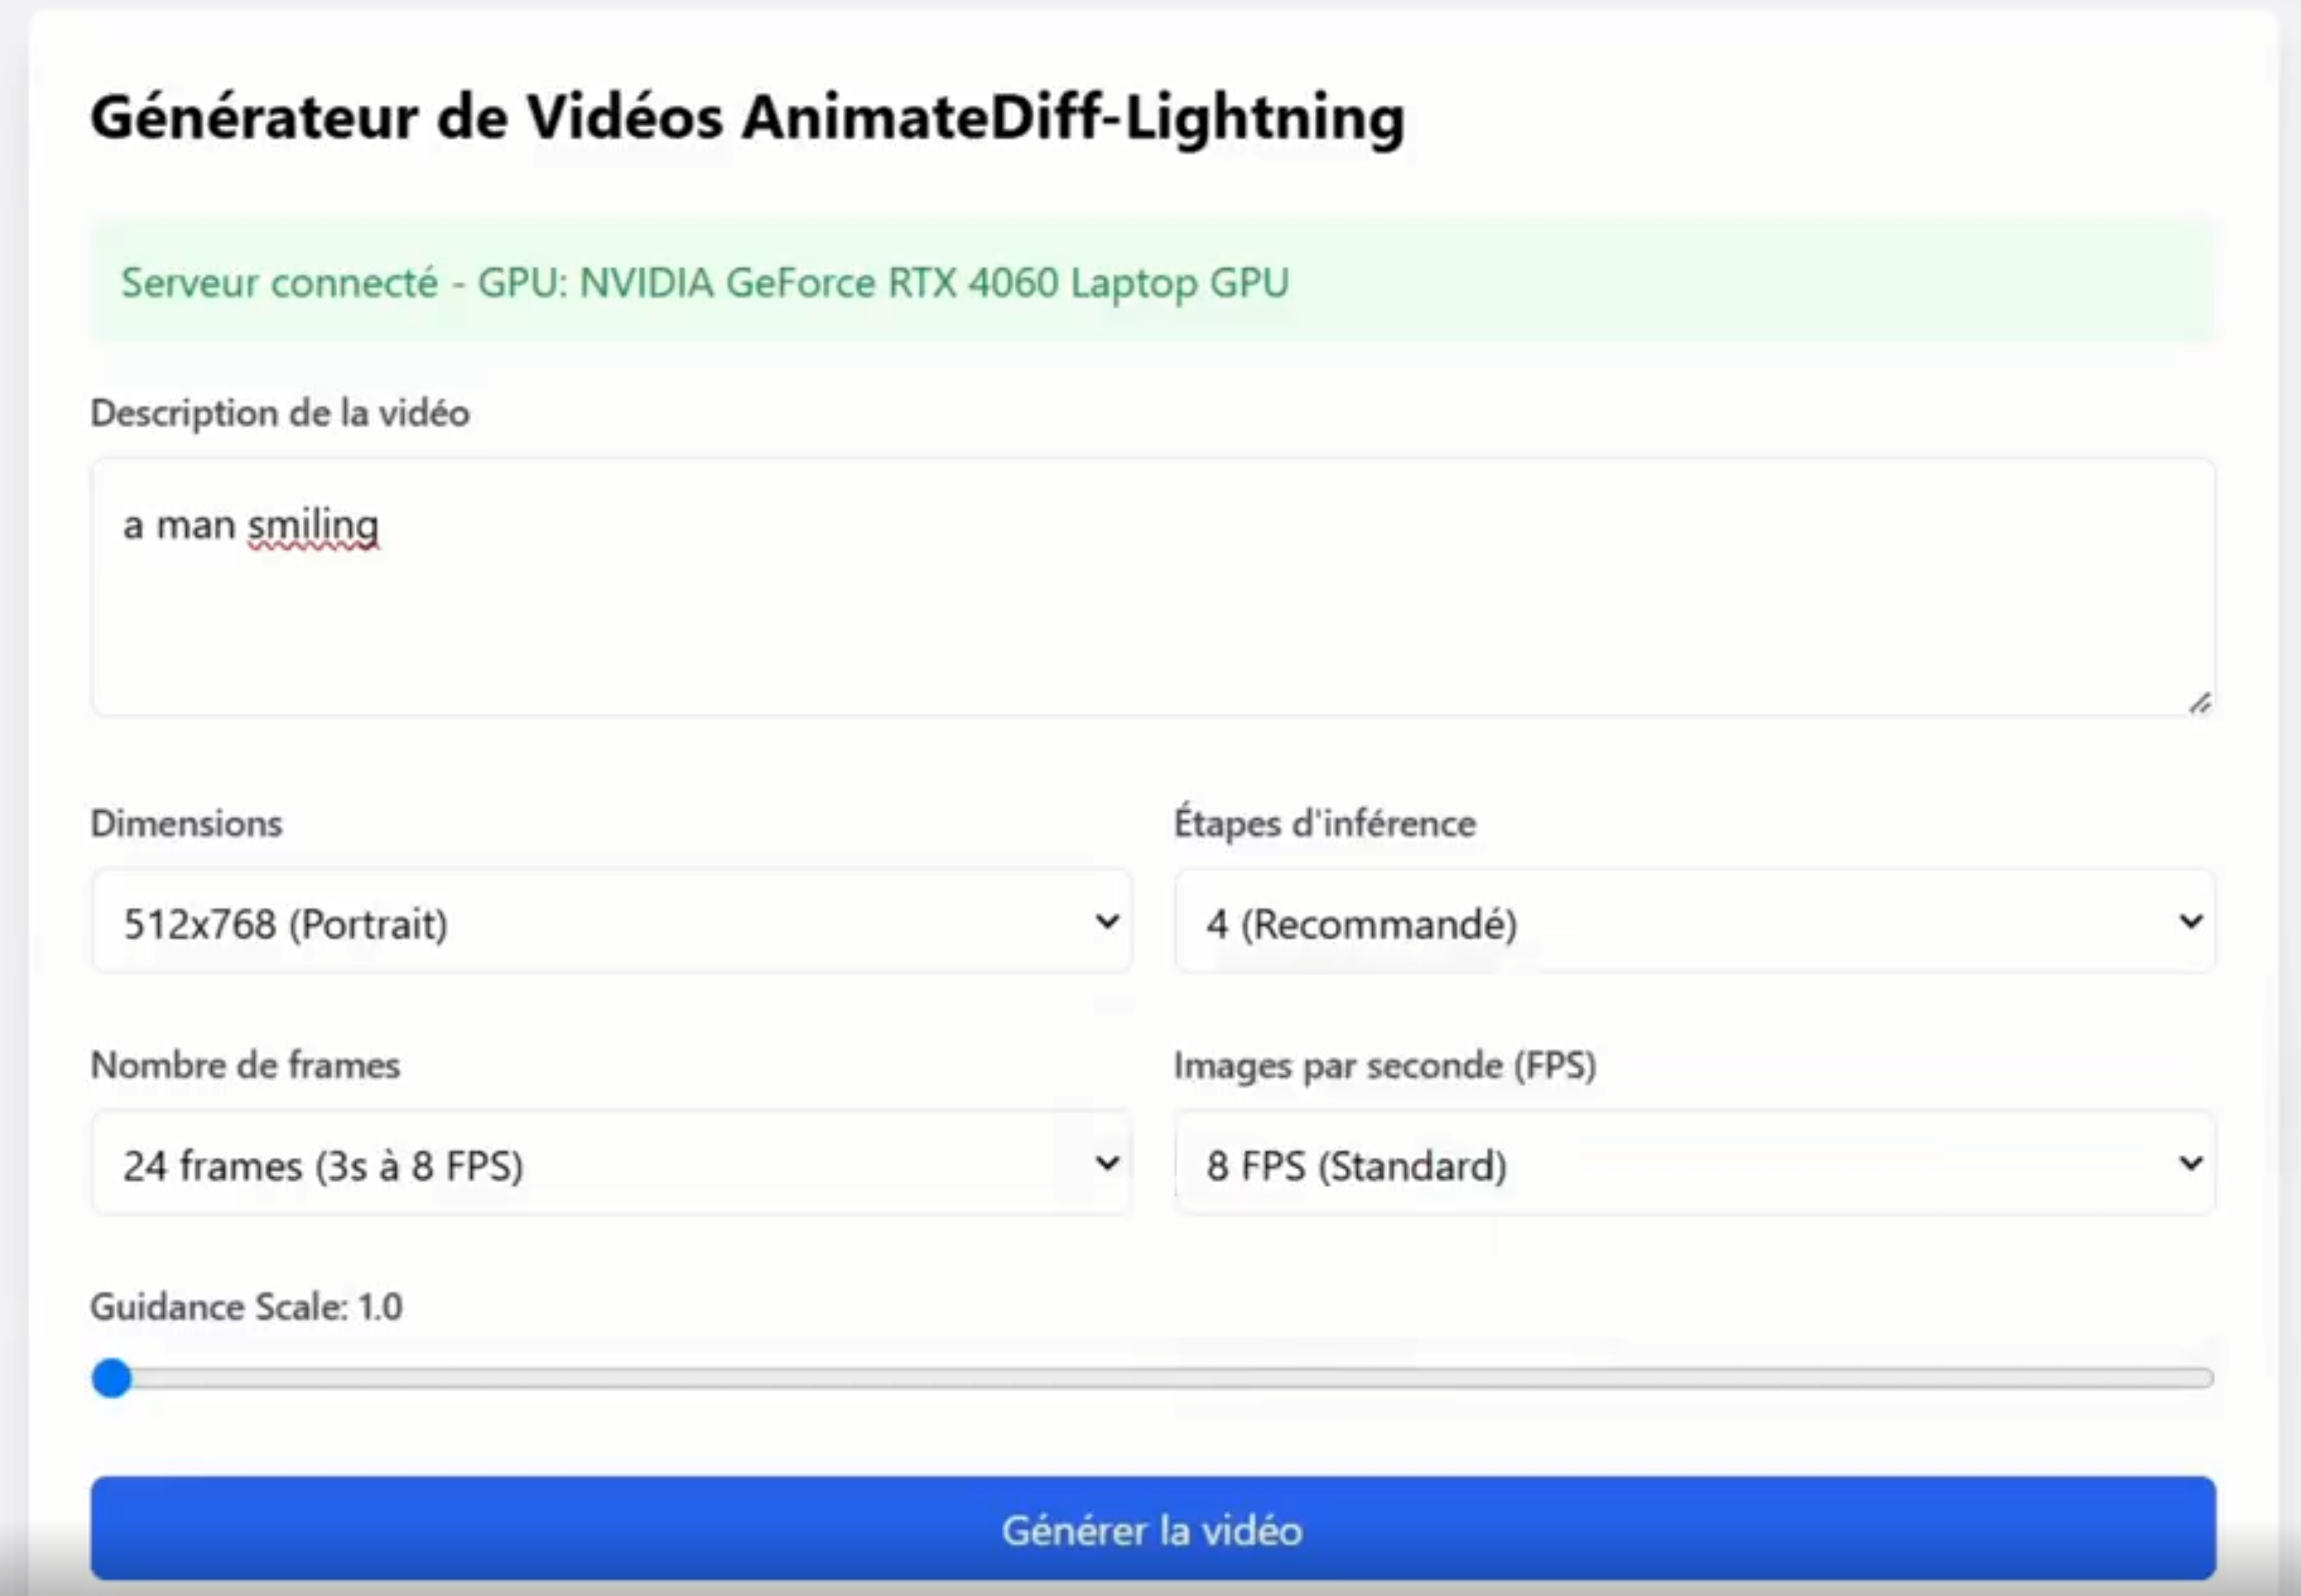 Générateur de Vidéos AnimateDiff-Lightning
Serveur connecté - GPU: NVIDIA GeForce RTX 4060 Laptop GPU
Description de la vidéo
a man smiling
Dimensions
Étapes d'inférence
512x768 (Portrait)
4 (Recommandé)
Nombre de frames
Images par seconde (FPS)
24 frames (3s à 8 FPS)
8 FPS (Standard)
Guidance Scale: 1.0
Générer la vidéo